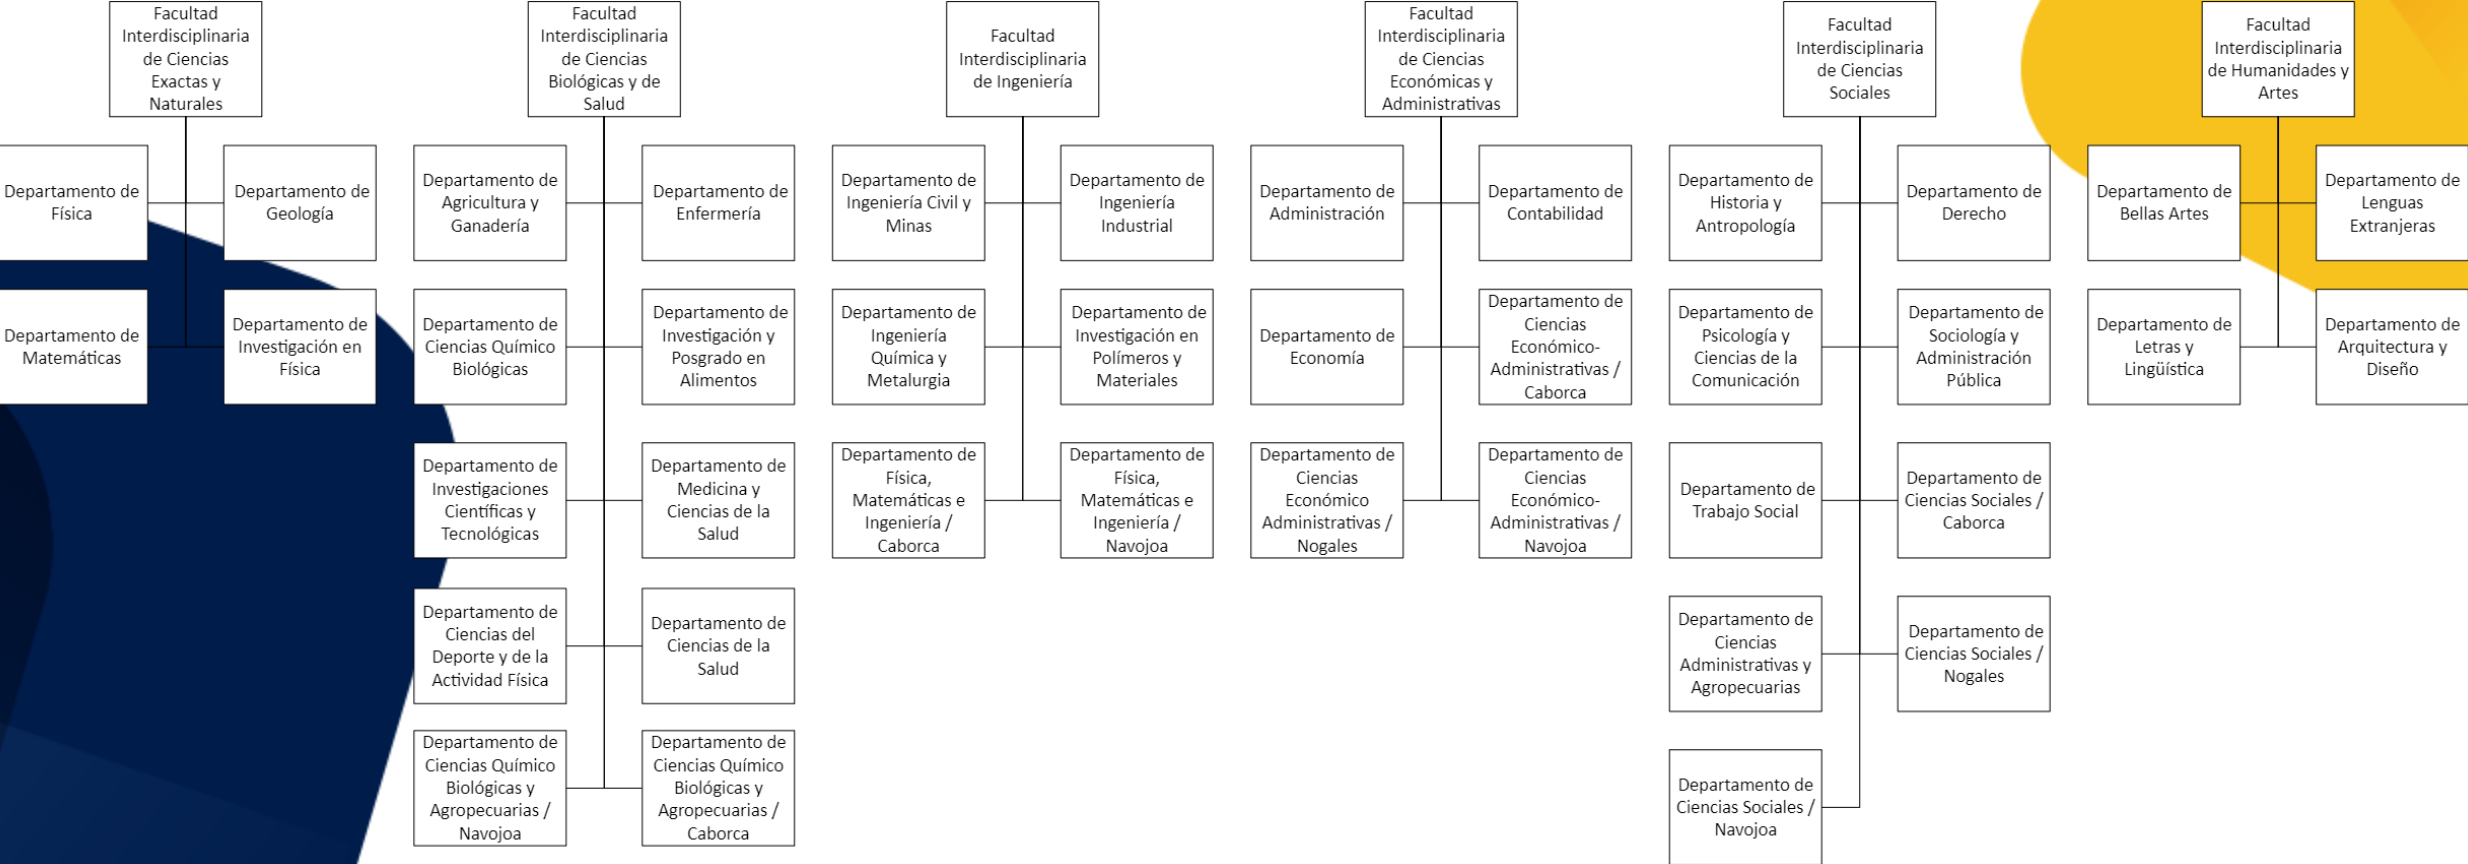 Facultad
Interdisciplinaria
de Ciencias
Exactas y
Naturales
Departamento de
Física
Departamento de
Geología
Departamento de
Matemáticas
Departamento de
Investigación en
Física
Facultad
Interdisciplinaria
de Ciencias
Biológicas y de
Salud
Departamento de
Agricultura y
Ganadería
Departamento de
Enfermería
Departamento de
Ciencias Químico
Biológicas
Departamento de
Investigación y
Posgrado en
Alimentos
Departamento de
Investigaciones
Científicas y
Tecnológicas
Departamento de
Medicina y
Ciencias de la
Salud
Departamento de
Ciencias del
Deporte y de la
Actividad Física
Departamento de
Ciencias de la
Salud
Departamento de
Ciencias Químico
Biológicas y
Agropecuarias /
Navojoa
Departamento de
Ciencias Químico
Biológicas y
Agropecuarias /
Caborca
Facultad
Interdisciplinaria
de Ingeniería
Departamento de
Ingeniería Civil y
Minas
Departamento de
Ingeniería
Industrial
Departamento de
Ingeniería
Química y
Metalurgia
Departamento de
Investigación en
Polímeros y
Materiales
Departamento de
Física,
Matemáticas e
Ingeniería /
Caborca
Departamento de
Física,
Matemáticas e
Ingeniería /
Navojoa
Facultad
Interdisciplinaria
de Ciencias
Económicas y
Administrativas
Departamento de
Administración
Departamento de
Contabilidad
Departamento de
Economía
Departamento de
Ciencias
Económico-
Administrativas /
Caborca
Departamento de
Ciencias
Económico
Administrativas /
Nogales
Departamento de
Ciencias
Económico-
Administrativas /
Navojoa
Facultad
Interdisciplinaria
de Ciencias
Sociales
Departamento de
Historia y
Antropología
Departamento de
Derecho
Departamento de
Psicología y
Ciencias de la
Comunicación
Departamento de
Sociología y
Administración
Pública
Departamento de
Trabajo Social
Departamento de
Ciencias Sociales /
Caborca
Departamento de
Ciencias
Administrativas y
Agropecuarias
Departamento de
Ciencias Sociales /
Nogales
Departamento de
Ciencias Sociales /
Navojoa
Facultad
Interdisciplinaria
de Humanidades y
Artes
Departamento de
Bellas Artes
Departamento de
Lenguas
Extranjeras
Departamento de
Letras y
Lingüística
Departamento de
Arquitectura y
Diseño